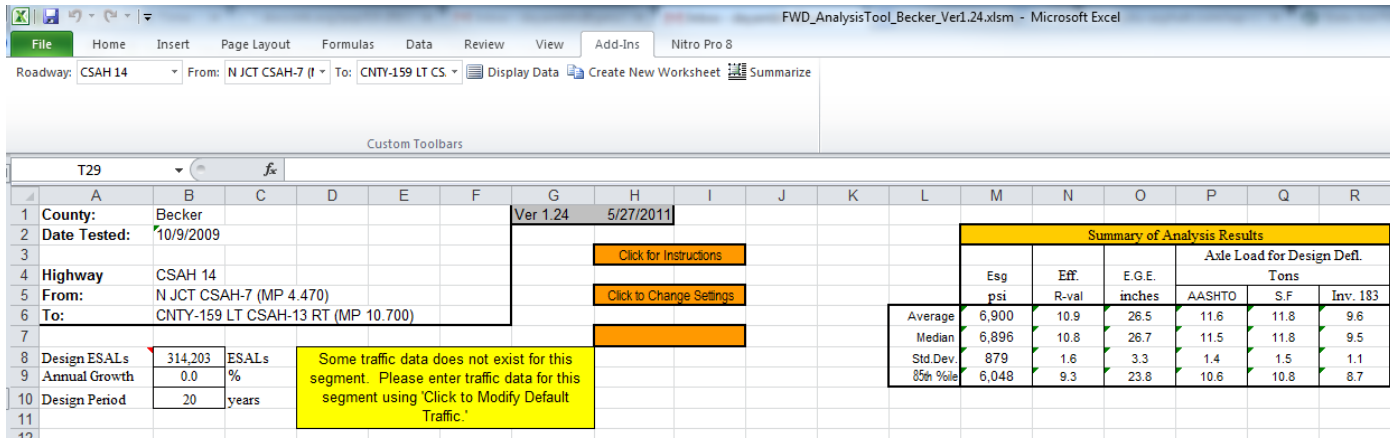 FWD_AnalysisTool_Becker_Ver1.24.xlsm - Microsoft Excel
File Home Insert Page Layout Formulas Data Review View Add-Ins Nitro Pro 8
Roadway: CSAH 14 From: N JCT CSAH-7 (I To: CNTY-159 LT CS. Display Data Create New Worksheet Summarize
Custom Toolbars
T29 fx
A B C D E F G H I J K L M N O P Q R
1 County: Becker Ver 1.24 5/27/2011
2 Date Tested: 10/9/2009 Summary of Analysis Results
3 Click for Instructions Axle Load for Design Defl.
4 Highway CSAH 14 Esg Eff. E.G.E. Tons
5 From: N JCT CSAH-7 (MP 4.470) Click to Change Settings psi R-val inches AASHTO S.F Inv. 183
6 To: CNTY-159 LT CSAH-13 RT (MP 10.700) Average 6,900 10.9 26.5 11.6 11.8 9.6
7 Median 6,896 10.8 26.7 11.5 11.8 9.5
8 Design ESALs 314,203 ESALs Some traffic data does not exist for this Std.Dev. 879 1.6 3.3 1.4 1.5 1.1
9 Annual Growth 0.0 % segment. Please enter traffic data for this 85th %ile 6,048 9.3 23.8 10.6 10.8 8.7
10 Design Period 20 years segment using 'Click to Modify Default
Traffic.'
11
12